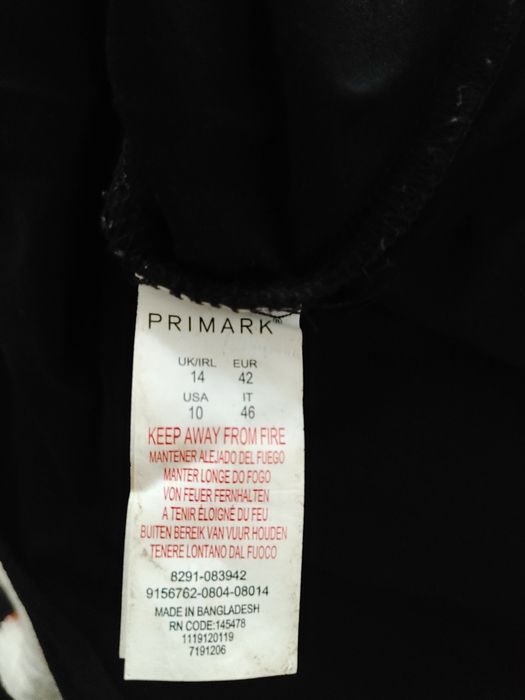 PRIMARK®
UK/IRL EUR
14 42
USA IT
10 46
KEEP AWAY FROM FIRE
MANTENER ALEJADO DEL FUEGO
MANTER LONGE DO FOGO
VON FEUER FERNHALTEN
A TENIR ÉLOIGNÉ DU FEU
BUITEN BEREIK VAN VUUR HOUDEN
TENERE LONTANO DAL FUOCO
8291-083942
9156762-0804-08014
MADE IN BANGLADESH
RN CODE:145478
1119120119
7191206